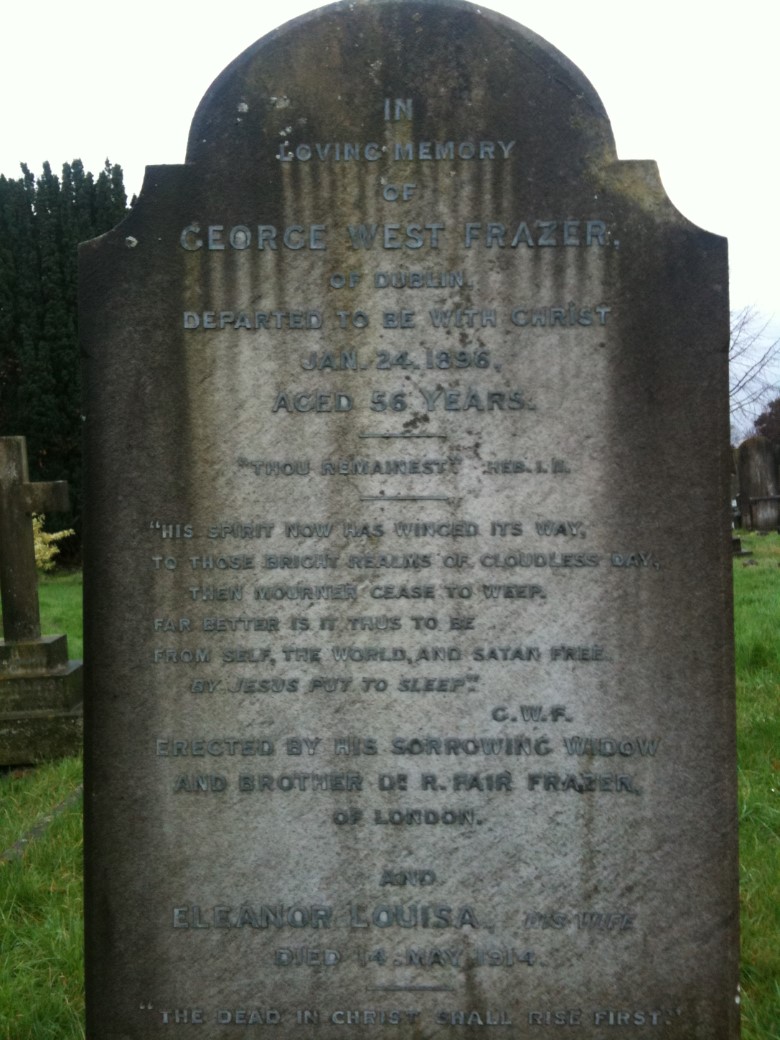 IN
LOVING MEMORY
OF
GEORGE WEST FRAZER,
OF DUBLIN.
DEPARTED TO BE WITH CHRIST
JAN. 24. 1896,
AGED 56 YEARS.
"THOU REMAINEST." HEB. I. II.
"HIS SPIRIT NOW HAS WINGED ITS WAY,
TO THOSE BRIGHT REALMS OF CLOUDLESS DAY,
THEN MOURNER CEASE TO WEEP.
FAR BETTER IS IT THUS TO BE
FROM SELF, THE WORLD, AND SATAN FREE.
BY JESUS PUT TO SLEEP."
G.W.F.
ERECTED BY HIS SORROWING WIDOW
AND BROTHER DR R. FAIR FRAZER,
OF LONDON.
AND
ELEANOR LOUISA, HIS WIFE
DIED 14 MAY 1914.
"THE DEAD IN CHRIST SHALL RISE FIRST."